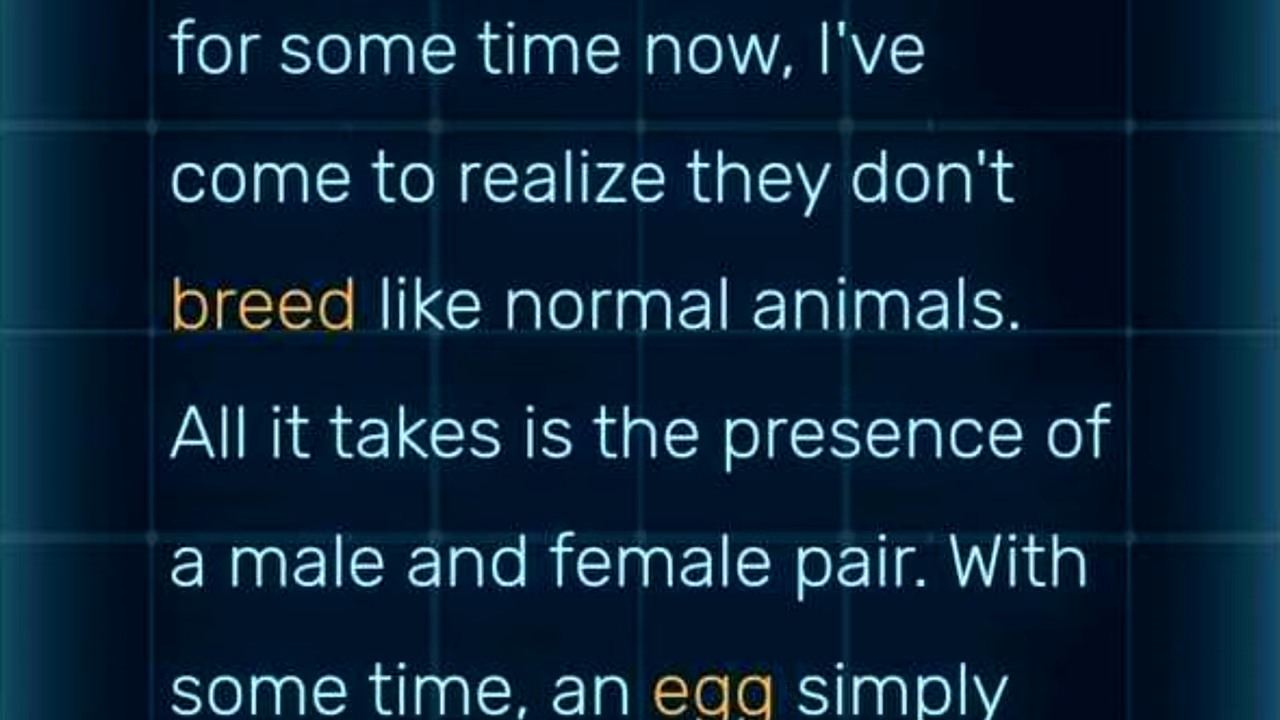 for some time now, I've
come to realize they don't
breed like normal animals.
All it takes is the presence of
a male and female pair. With
some time, an egg simply